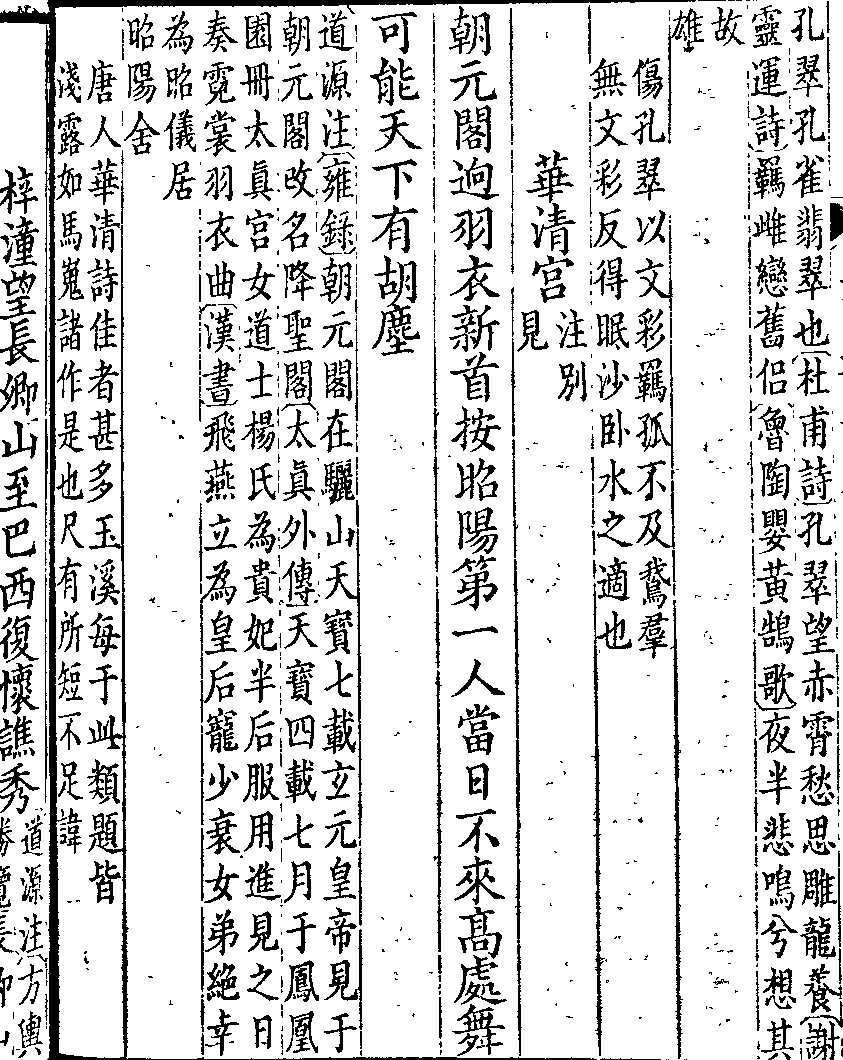 孔翠孔雀翡翠也杜甫詩孔翠望赤霄愁思雕龍養謝
靈運詩羈雌戀舊侶魯陶嬰黃鵠歌夜半悲鳴兮想其
故
雄
傷孔翠以文彩羈孤不及鵞羣
無文彩反得眠沙卧水之適也
華清宮
注別
見
朝元閣迥羽衣新首按昭陽第一人當日不來髙處舞
可能天下有胡塵
道源注雍錄朝元閣在驪山天寶七載玄元皇帝見于
朝元閣改名降聖閣太眞外傳天寶四載七月于鳳凰
園冊太眞宮女道士楊氏為貴妃半后服用進見之日
奏霓裳羽衣曲漢書飛燕立為皇后寵少衰女弟絶幸
為昭儀居
昭陽舍
唐人華清詩佳者甚多玉溪每于此類題皆
淺露如馬嵬諸作是也尺有所短不足諱
梓潼望長卿山至巴西復懷譙秀
道源注方輿
勝覽長卿山